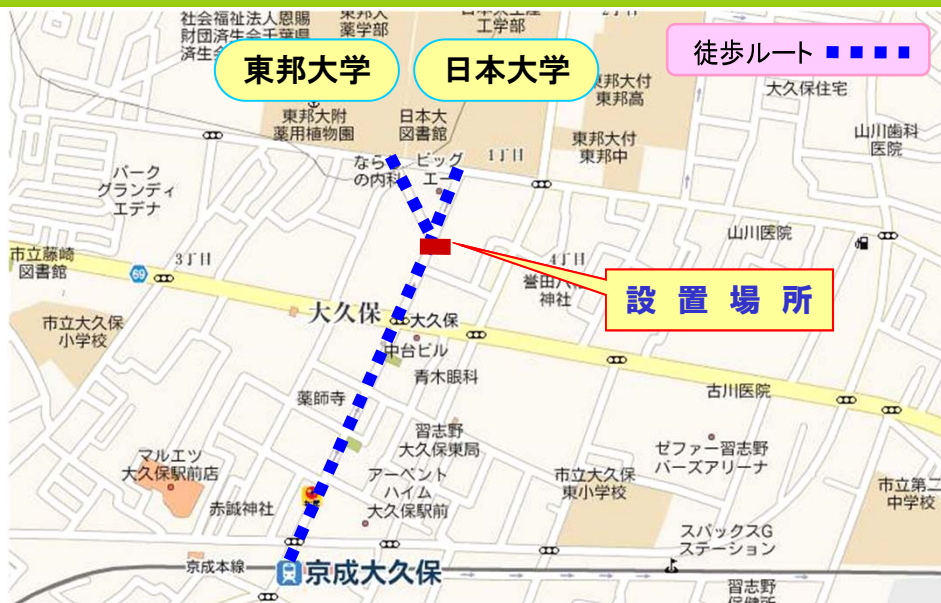 社会福祉法人恩賜
財団済生会千葉県
済生会
東邦大
薬学部
工学部
徒歩ルート
東邦大学
日本大学
邦大付
東邦高
大久保住宅
東邦大附
薬用植物園
日本大
図書館
東邦大付
東邦中
山川歯科
医院
1丁目
なら
の内科
ビッグ
エー
パーク
グランディ
エデナ
山川医院
市立藤崎
図書館
69
3丁目
4丁目
誉田八
神社
設置場所
大久保
大久保
市立大久保
小学校
中台ビル
青木眼科
古川医院
薬師寺
習志野
大久保東局
ゼファー習志野
バーズアリーナ
マルエツ
大久保駅前店
アーベント
ハイム
大久保駅前
市立大久保
東小学校
市立第二
中学校
赤誠神社
スパックスG
ステーション
京成本線
京成大久保
習志野